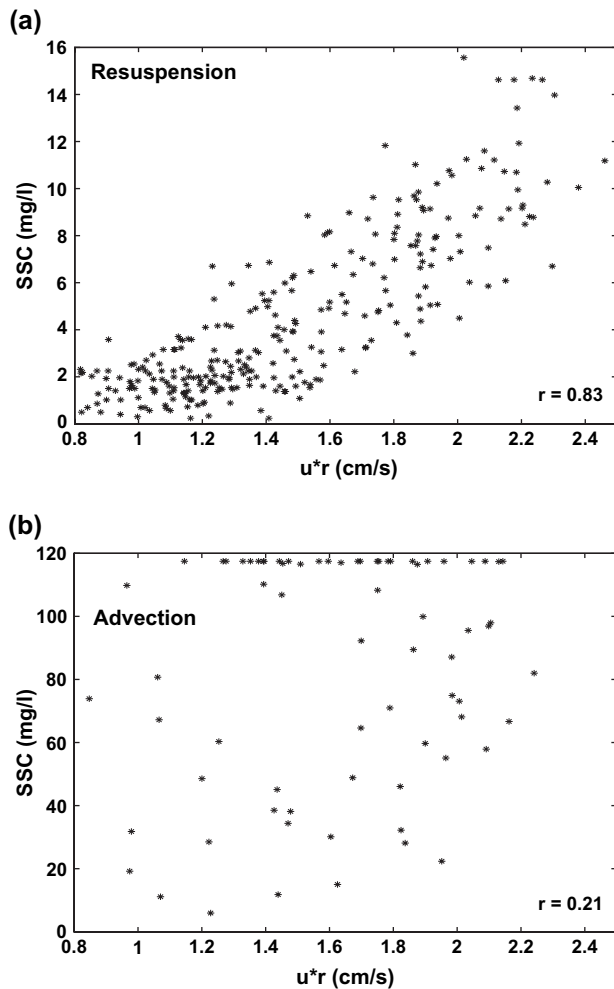 (a)
16
Resuspension
14
12
10
8
6
4
2
0
SSC (mg/l)
r = 0.83
0.8 1 1.2 1.4 1.6 1.8 2 2.2 2.4
u*r (cm/s)
(b)
120
Advection
100
80
60
40
20
0
SSC (mg/l)
r = 0.21
0.8 1 1.2 1.4 1.6 1.8 2 2.2 2.4
u*r (cm/s)